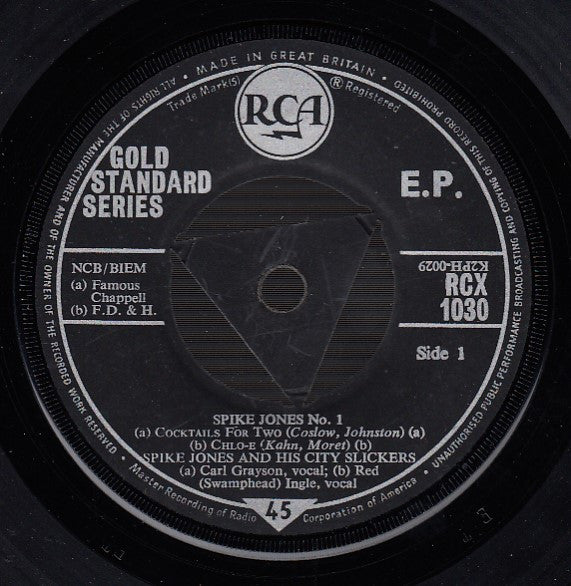 • MADE IN GREAT BRITAIN •
ALL RIGHTS OF THE MANUFACTURER AND OF THE OWNER OF THE RECORDED WORK RESERVED
UNAUTHORISED PUBLIC PERFORMANCE BROADCASTING AND COPYING OF THIS RECORD PROHIBITED
Trade Mark(S)
® Registered
RCA
GOLD
STANDARD
SERIES
E.P.
NCB/BIEM
(a) Famous
Chappell
(b) F.D. & H.
K2PH-0029
RCX
1030
Side 1
SPIKE JONES No. 1
(a) COCKTAILS FOR TWO (Coslow, Johnston) (a)
(b) CHLO-E (Kahn, Moret) (b)
SPIKE JONES AND HIS CITY SLICKERS
(a) Carl Grayson, vocal; (b) Red
(Swamphead) Ingle, vocal
• Master Recording of Radio Corporation of America •
45
E T